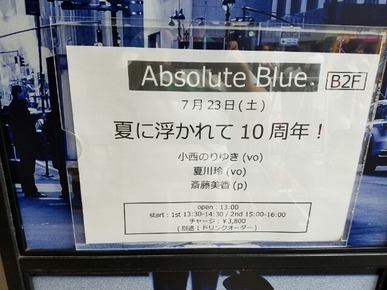 Absolute Blue.
B2F
7月23日(土)
夏に浮かれて10周年!
小西のりゆき(vo)
夏川玲(vo)
斎藤美香(p)
open : 13:00
start : 1st 13:30-14:30 / 2nd 15:00-16:00
チャージ : ¥3,800
(別途1ドリンクオーダー)